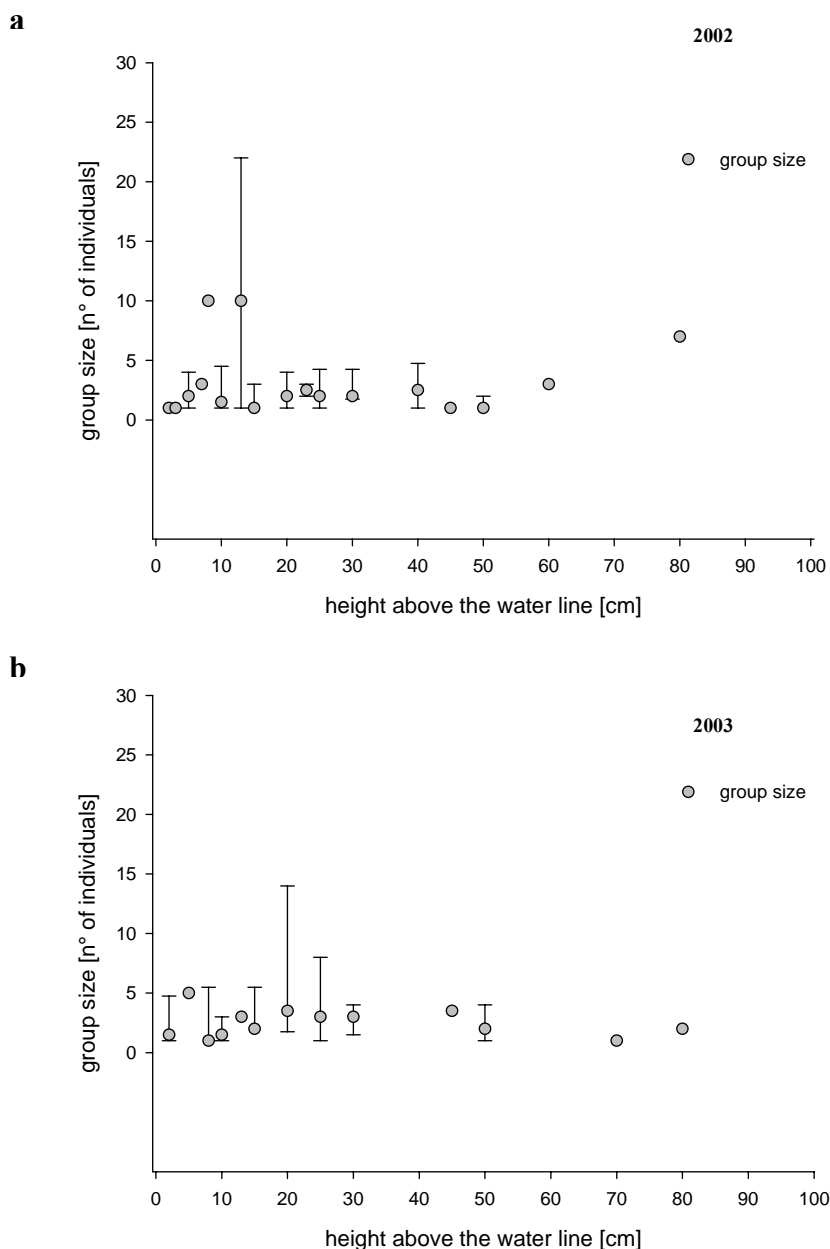 a
2002
30
25
20
15
10
5
0
group size [n° of individuals]
group size
0 10 20 30 40 50 60 70 80 90 100
height above the water line [cm]
b
2003
30
25
20
15
10
5
0
group size [n° of individuals]
group size
0 10 20 30 40 50 60 70 80 90 100
height above the water line [cm]